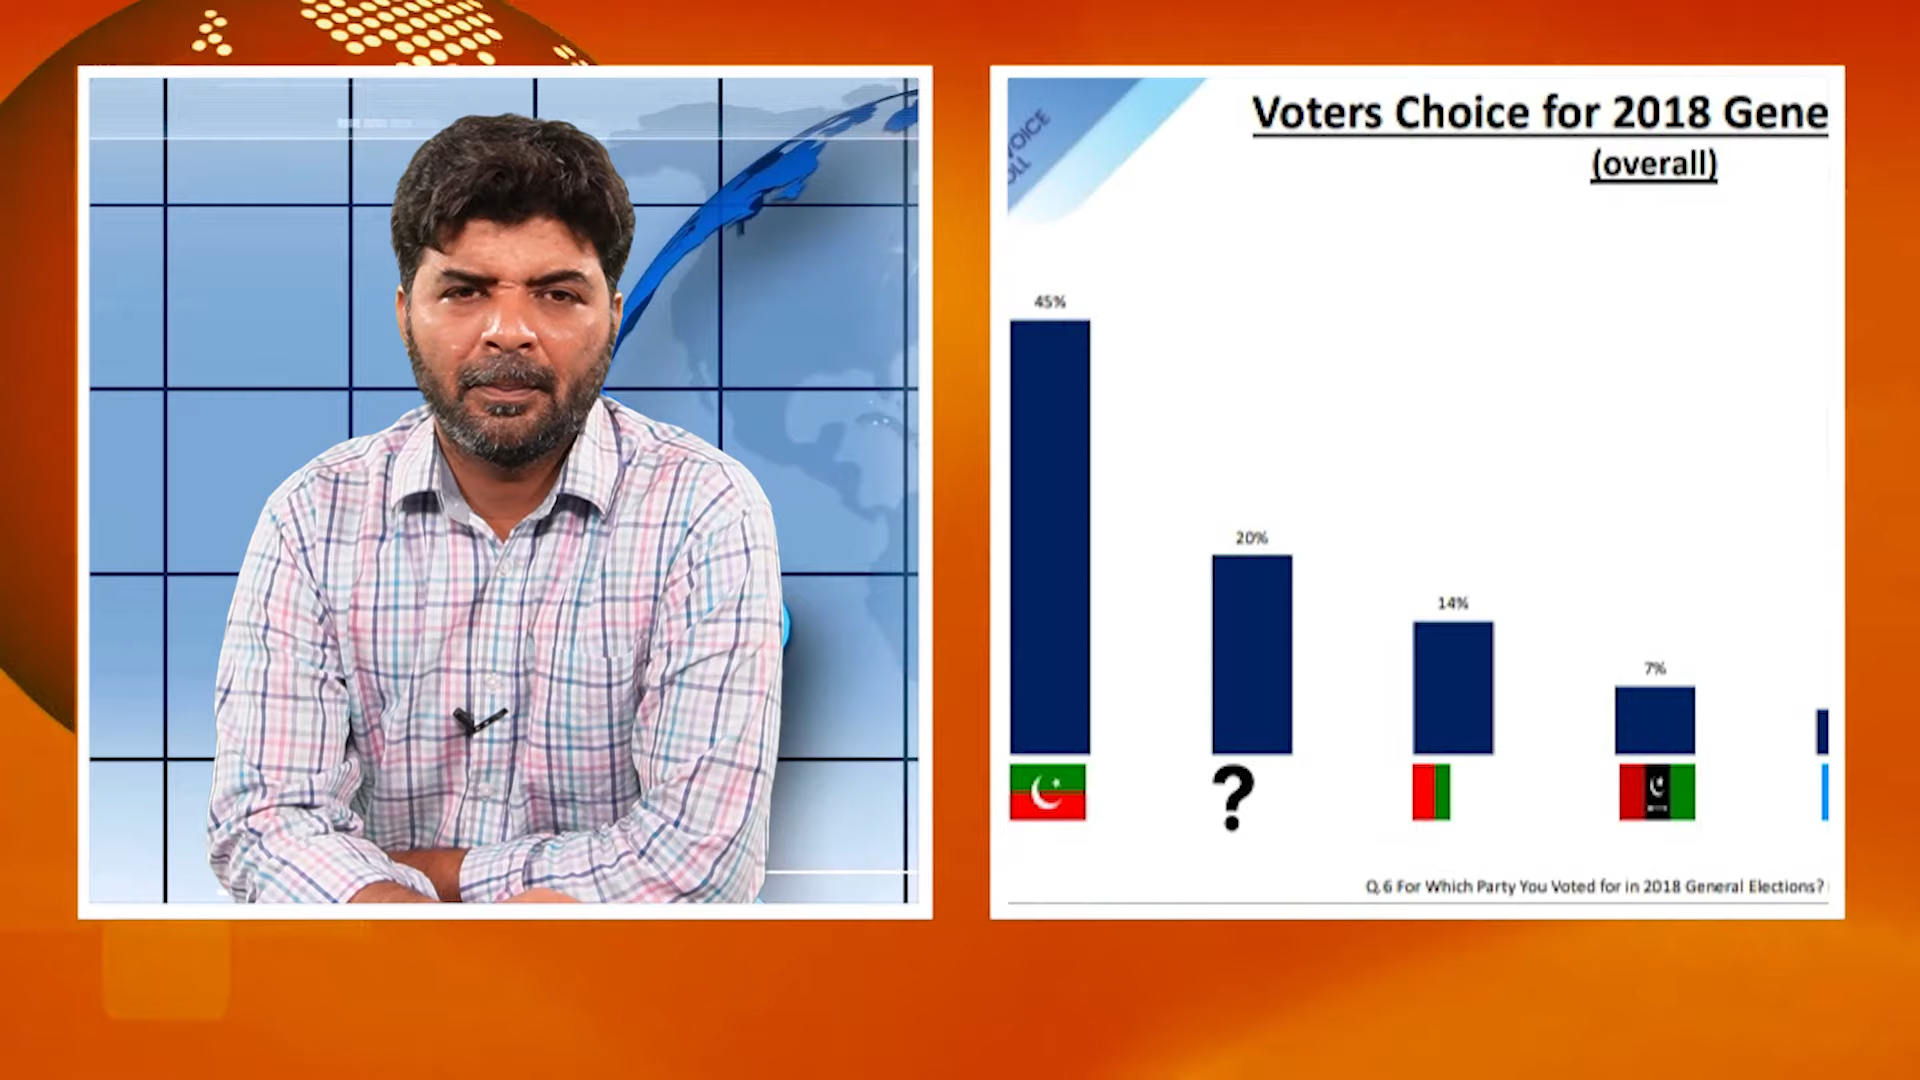 VOICE
Voters Choice for 2018 Gene
(overall)
45%
20%
14%
7%
?
Q.6 For Which Party You Voted for in 2018 General Elections?